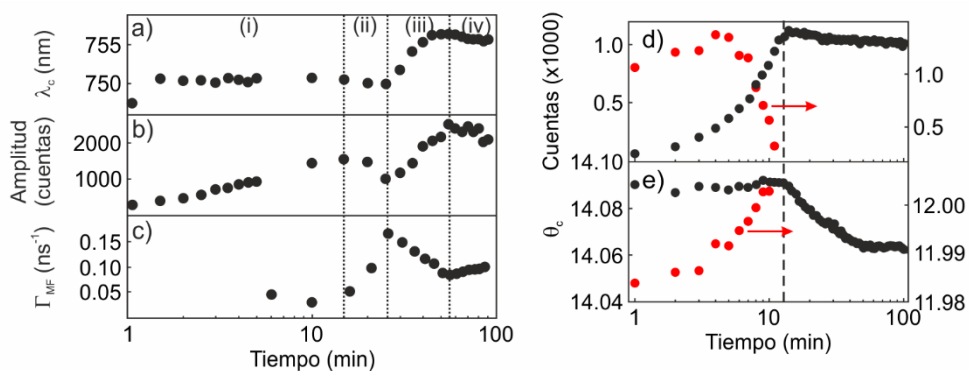 a) (i) (ii) (iii) (iv)
755
750
λc (nm)
b)
2000
1000
Amplitud
(cuentas)
c)
0.15
0.10
0.05
ΓMF (ns-1)
1 10 100
Tiempo (min)
d)
1.0
0.5
Cuentas (x1000)
1.0
0.5
e)
14.10
14.08
14.06
14.04
θc
12.00
11.99
11.98
1 10 100
Tiempo (min)